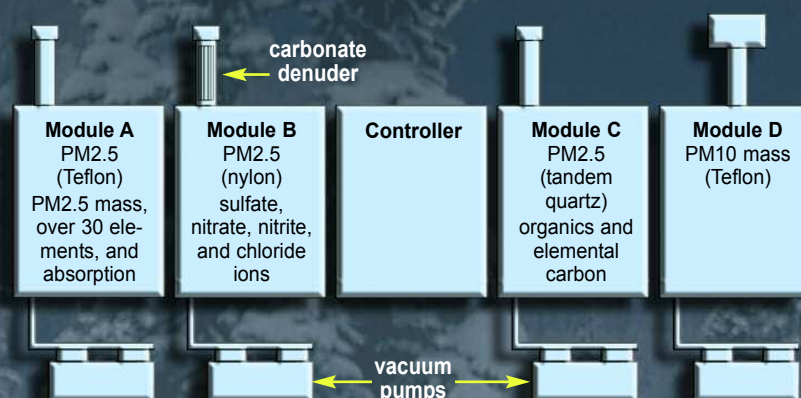 carbonate
denuder
Module A
PM2.5
(Teflon)
PM2.5 mass,
over 30 ele-
ments, and
absorption
Module B
PM2.5
(nylon)
sulfate,
nitrate, nitrite,
and chloride
ions
Controller
Module C
PM2.5
(tandem
quartz)
organics and
elemental
carbon
Module D
PM10 mass
(Teflon)
vacuum
pumps